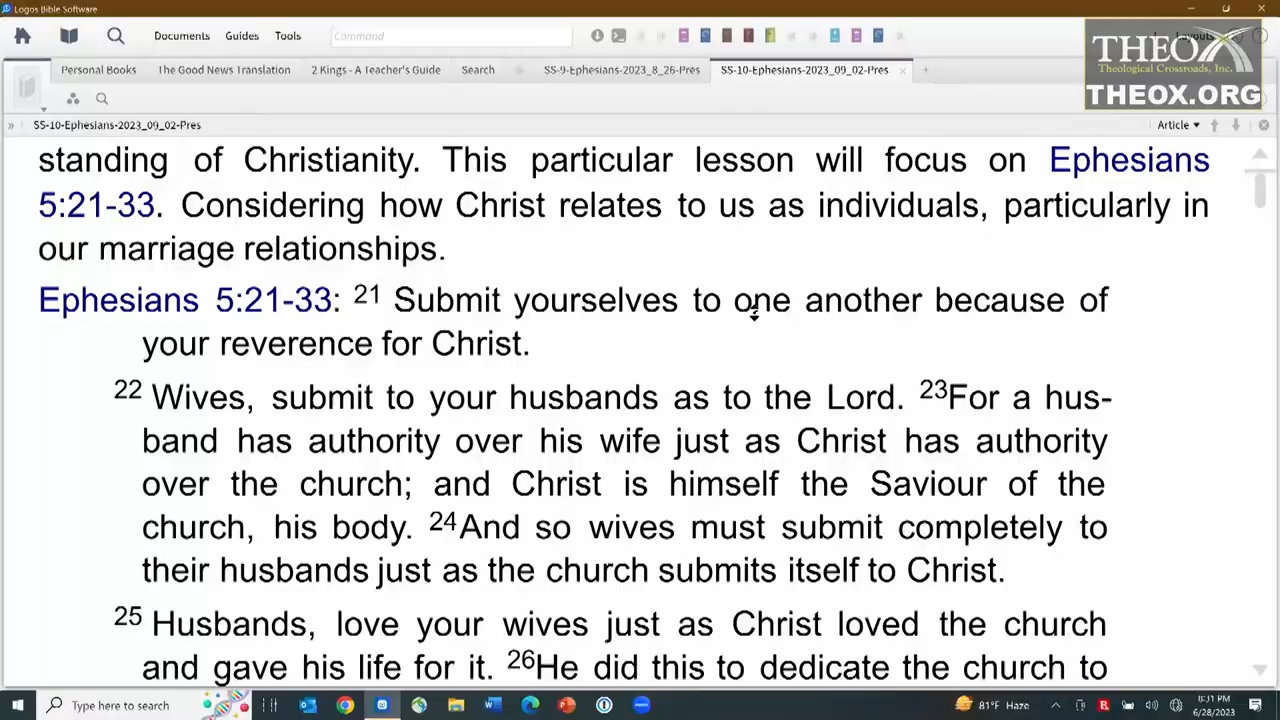 Logos Bible Software
Documents Guides Tools Command
THEOX
Theological Crossroads, Inc.
THEOX.ORG
Personal Books The Good News Translation 2 Kings - A Teacher SS-9-Ephesians-2023_8_26-Pres SS-10-Ephesians-2023_09_02-Pres
SS-10-Ephesians-2023_09_02-Pres Article
standing of Christianity. This particular lesson will focus on Ephesians
5:21-33. Considering how Christ relates to us as individuals, particularly in
our marriage relationships.
Ephesians 5:21-33: 21 Submit yourselves to one another because of
your reverence for Christ.
22 Wives, submit to your husbands as to the Lord. 23For a hus-
band has authority over his wife just as Christ has authority
over the church; and Christ is himself the Saviour of the
church, his body. 24And so wives must submit completely to
their husbands just as the church submits itself to Christ.
25 Husbands, love your wives just as Christ loved the church
and gave his life for it. 26He did this to dedicate the church to
Type here to search 81°F Haze 8:31 PM
6/28/2023